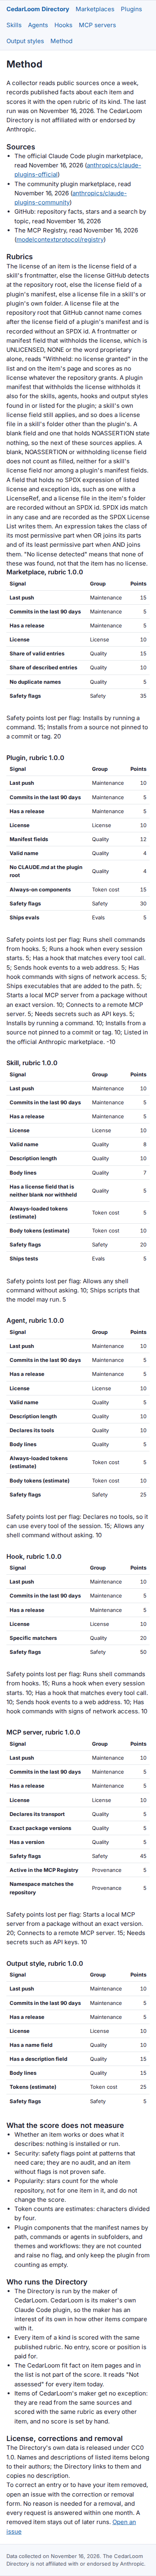 CedarLoom Directory Marketplaces Plugins
Skills Agents Hooks MCP servers
Output styles Method
Method
A collector reads public sources once a week,
records published facts about each item and
scores it with the open rubric of its kind. The last
run was on November 16, 2026. The CedarLoom
Directory is not affiliated with or endorsed by
Anthropic.
Sources
• The official Claude Code plugin marketplace,
read November 16, 2026 (anthropics/claude-
plugins-official)
• The community plugin marketplace, read
November 16, 2026 (anthropics/claude-
plugins-community)
• GitHub: repository facts, stars and a search by
topic, read November 16, 2026
• The MCP Registry, read November 16, 2026
(modelcontextprotocol/registry)
Rubrics
The license of an item is the license field of a
skill's frontmatter, else the license GitHub detects
at the repository root, else the license field of a
plugin's manifest, else a license file in a skill's or
plugin's own folder. A license file at the
repository root that GitHub cannot name comes
after the license field of a plugin's manifest and is
recorded without an SPDX id. A frontmatter or
manifest field that withholds the license, which is
UNLICENSED, NONE or the word proprietary
alone, reads "Withheld: no license granted" in the
list and on the item's page and scores as no
license whatever the repository grants. A plugin
manifest that withholds the license withholds it
also for the skills, agents, hooks and output styles
found in or listed for the plugin; a skill's own
license field still applies, and so does a license
file in a skill's folder other than the plugin's. A
blank field and one that holds NOASSERTION state
nothing, so the next of these sources applies. A
blank, NOASSERTION or withholding license field
does not count as filled, neither for a skill's
license field nor among a plugin's manifest fields.
A field that holds no SPDX expression of listed
license and exception ids, such as one with a
LicenseRef, and a license file in the item's folder
are recorded without an SPDX id. SPDX ids match
in any case and are recorded as the SPDX License
List writes them. An expression takes the class of
its most permissive part when OR joins its parts
and of its least permissive part when AND joins
them. "No license detected" means that none of
these was found, not that the item has no license.
Marketplace, rubric 1.0.0
Signal Group Points
Last push Maintenance 15
Commits in the last 90 days Maintenance 5
Has a release Maintenance 5
License License 10
Share of valid entries Quality 15
Share of described entries Quality 10
No duplicate names Quality 5
Safety flags Safety 35
Safety points lost per flag: Installs by running a
command. 15; Installs from a source not pinned to
a commit or tag. 20
Plugin, rubric 1.0.0
Signal Group Points
Last push Maintenance 10
Commits in the last 90 days Maintenance 5
Has a release Maintenance 5
License License 10
Manifest fields Quality 12
Valid name Quality 4
No CLAUDE.md at the plugin
root Quality 4
Always-on components Token cost 15
Safety flags Safety 30
Ships evals Evals 5
Safety points lost per flag: Runs shell commands
from hooks. 5; Runs a hook when every session
starts. 5; Has a hook that matches every tool call.
5; Sends hook events to a web address. 5; Has
hook commands with signs of network access. 5;
Ships executables that are added to the path. 5;
Starts a local MCP server from a package without
an exact version. 10; Connects to a remote MCP
server. 5; Needs secrets such as API keys. 5;
Installs by running a command. 10; Installs from a
source not pinned to a commit or tag. 10; Listed in
the official Anthropic marketplace. -10
Skill, rubric 1.0.0
Signal Group Points
Last push Maintenance 10
Commits in the last 90 days Maintenance 5
Has a release Maintenance 5
License License 10
Valid name Quality 8
Description length Quality 10
Body lines Quality 7
Has a license field that is
neither blank nor withheld Quality 5
Always-loaded tokens
(estimate) Token cost 5
Body tokens (estimate) Token cost 10
Safety flags Safety 20
Ships tests Evals 5
Safety points lost per flag: Allows any shell
command without asking. 10; Ships scripts that
the model may run. 5
Agent, rubric 1.0.0
Signal Group Points
Last push Maintenance 10
Commits in the last 90 days Maintenance 5
Has a release Maintenance 5
License License 10
Valid name Quality 5
Description length Quality 10
Declares its tools Quality 10
Body lines Quality 5
Always-loaded tokens
(estimate) Token cost 5
Body tokens (estimate) Token cost 10
Safety flags Safety 25
Safety points lost per flag: Declares no tools, so it
can use every tool of the session. 15; Allows any
shell command without asking. 10
Hook, rubric 1.0.0
Signal Group Points
Last push Maintenance 10
Commits in the last 90 days Maintenance 5
Has a release Maintenance 5
License License 10
Specific matchers Quality 20
Safety flags Safety 50
Safety points lost per flag: Runs shell commands
from hooks. 15; Runs a hook when every session
starts. 10; Has a hook that matches every tool call.
10; Sends hook events to a web address. 10; Has
hook commands with signs of network access. 10
MCP server, rubric 1.0.0
Signal Group Points
Last push Maintenance 10
Commits in the last 90 days Maintenance 5
Has a release Maintenance 5
License License 10
Declares its transport Quality 5
Exact package versions Quality 5
Has a version Quality 5
Safety flags Safety 45
Active in the MCP Registry Provenance 5
Namespace matches the
repository Provenance 5
Safety points lost per flag: Starts a local MCP
server from a package without an exact version.
20; Connects to a remote MCP server. 15; Needs
secrets such as API keys. 10
Output style, rubric 1.0.0
Signal Group Points
Last push Maintenance 10
Commits in the last 90 days Maintenance 5
Has a release Maintenance 5
License License 10
Has a name field Quality 10
Has a description field Quality 15
Body lines Quality 15
Tokens (estimate) Token cost 25
Safety flags Safety 5
What the score does not measure
• Whether an item works or does what it
describes: nothing is installed or run.
• Security: safety flags point at patterns that
need care; they are no audit, and an item
without flags is not proven safe.
• Popularity: stars count for the whole
repository, not for one item in it, and do not
change the score.
• Token counts are estimates: characters divided
by four.
• Plugin components that the manifest names by
path, commands or agents in subfolders, and
themes and workflows: they are not counted
and raise no flag, and only keep the plugin from
counting as empty.
Who runs the Directory
• The Directory is run by the maker of
CedarLoom. CedarLoom is its maker's own
Claude Code plugin, so the maker has an
interest of its own in how other items compare
with it.
• Every item of a kind is scored with the same
published rubric. No entry, score or position is
paid for.
• The CedarLoom fit fact on item pages and in
the list is not part of the score. It reads "Not
assessed" for every item today.
• Items of CedarLoom's maker get no exception:
they are read from the same sources and
scored with the same rubric as every other
item, and no score is set by hand.
License, corrections and removal
The Directory's own data is released under CC0
1.0. Names and descriptions of listed items belong
to their authors; the Directory links to them and
copies no description.
To correct an entry or to have your item removed,
open an issue with the correction or removal
form. No reason is needed for a removal, and
every request is answered within one month. A
removed item stays out of later runs. Open an
issue
Data collected on November 16, 2026. The CedarLoom
Directory is not affiliated with or endorsed by Anthropic.